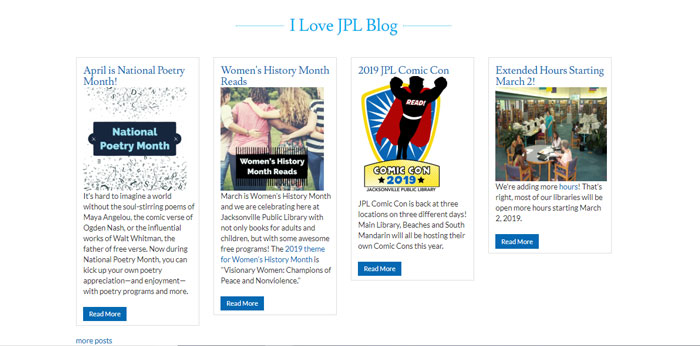 I Love JPL Blog
April is National Poetry
Month!
National
Poetry Month
It's hard to imagine a world
without the soul-stirring poems of
Maya Angelou, the comic verse of
Ogden Nash, or the influential
works of Walt Whitman, the
father of free verse. Now during
National Poetry Month, you can
kick up your own poetry
appreciation—and enjoyment—
with poetry programs and more.
Read More
Women's History Month
Reads
Women's History
Month Reads
March is Women's History Month
and we are celebrating here at
Jacksonville Public Library with
not only books for adults and
children, but with some awesome
free programs! The 2019 theme
for Women's History Month is
"Visionary Women: Champions of
Peace and Nonviolence."
Read More
2019 JPL Comic Con
READ!
COMIC CON
2019
JACKSONVILLE PUBLIC LIBRARY
JPL Comic Con is back at three
locations on three different days!
Main Library, Beaches and South
Mandarin will all be hosting their
own Comic Cons this year.
Read More
Extended Hours Starting
March 2!
We're adding more hours! That's
right, most of our libraries will be
open more hours starting March
2, 2019.
Read More
more posts